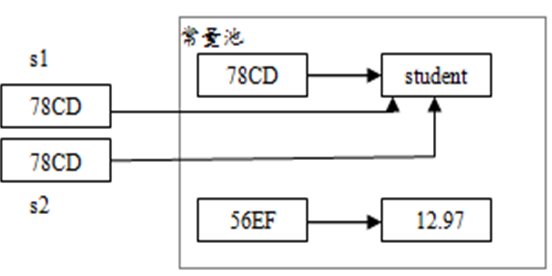 常量池
s1
78CD
student
78CD
78CD
s2
56EF
12.97